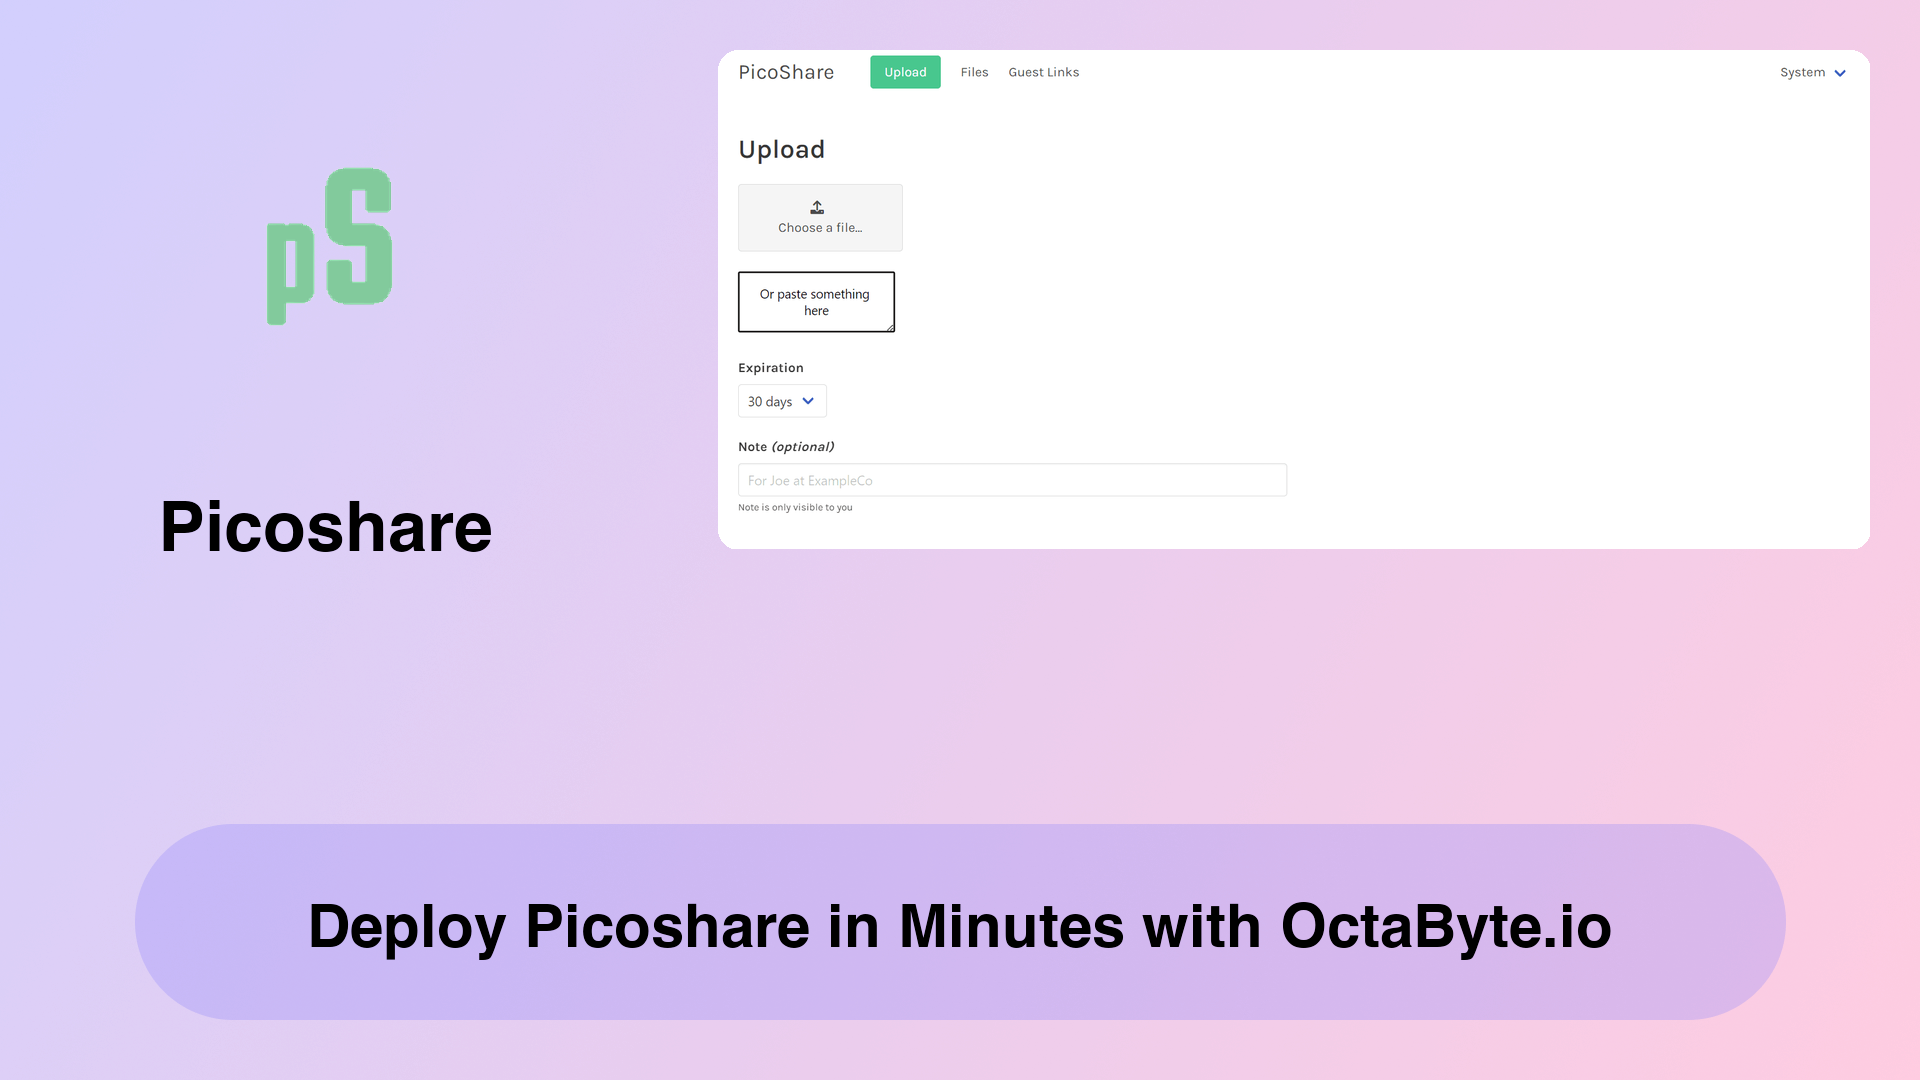 PicoShare
Upload
Files
Guest Links
System
Upload
Choose a file...
Or paste something
here
Expiration
30 days
Note (optional)
For Joe at ExampleCo
Note is only visible to you
pS
Picoshare
Deploy Picoshare in Minutes with OctaByte.io